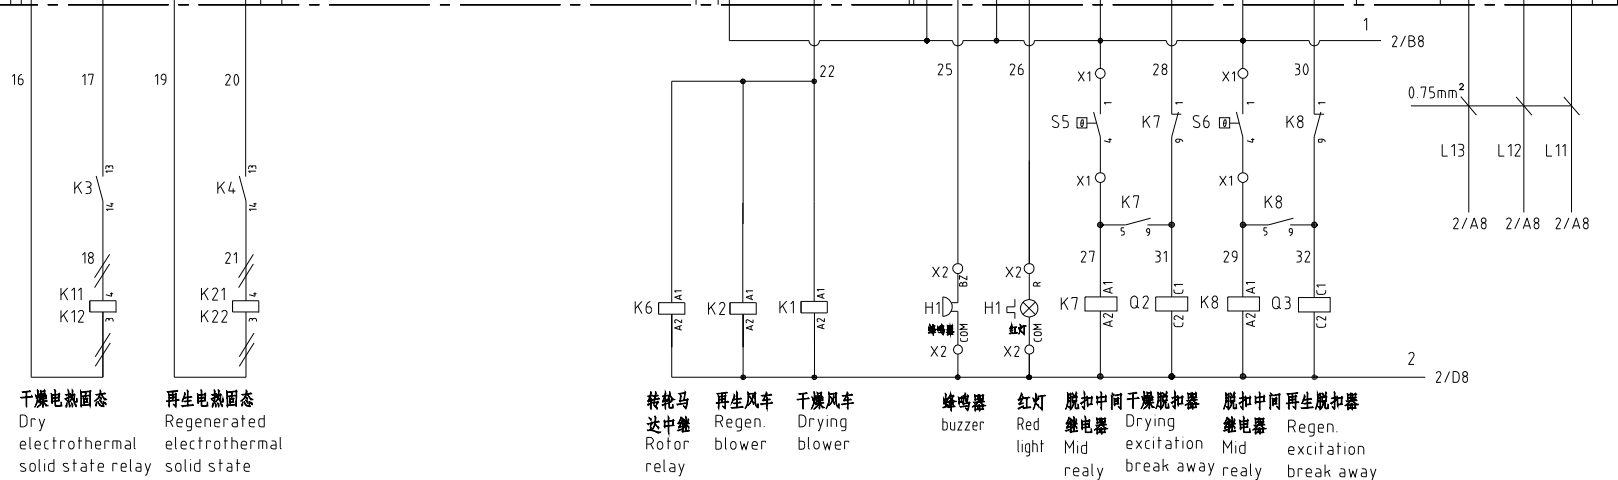 1
2/B8
16
17
19
20
22
25
26
28
30
X1
X1
0.75mm²
S5
1
4
K7
1
9
S6
1
4
K8
1
9
L13
L12
L11
K3
13
14
K4
13
14
X1
X1
K7
5
9
K8
5
9
2/A8
2/A8
2/A8
18
21
27
31
29
32
K11
K12
4
3
K21
K22
4
3
X2
BZ
X2
R
K6
A1
A2
K2
A1
A2
K1
A1
A2
H1
蜂鸣器
COM
H1
红灯
COM
K7
A1
A2
Q2
C1
C2
K8
A1
A2
Q3
C1
C2
X2
X2
2
2/D8
干燥电热固态
Dry
electrothermal
solid state relay
再生电热固态
Regenerated
electrothermal
solid state
转轮马
达中继
Rotor
relay
再生风车
Regen.
blower
干燥风车
Drying
blower
蜂鸣器
buzzer
红灯
Red
light
脱扣中间
继电器
Mid
realy
干燥脱扣器
Drying
excitation
break away
脱扣中间
继电器
Mid
realy
再生脱扣器
Regen.
excitation
break away